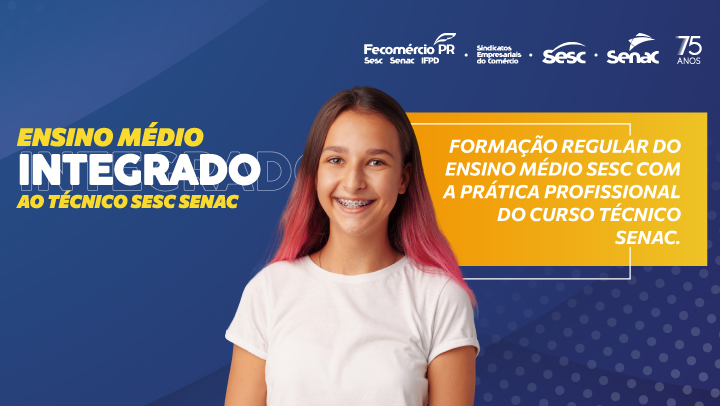 Fecomércio PR
Sesc Senac IFPD
Sindicatos
Empresariais
do Comércio
Sesc
Senac
75
ANOS
ENSINO MÉDIO
INTEGRADO
AO TÉCNICO SESC SENAC
FORMAÇÃO REGULAR DO
ENSINO MÉDIO SESC COM
A PRÁTICA PROFISSIONAL
DO CURSO TÉCNICO
SENAC.